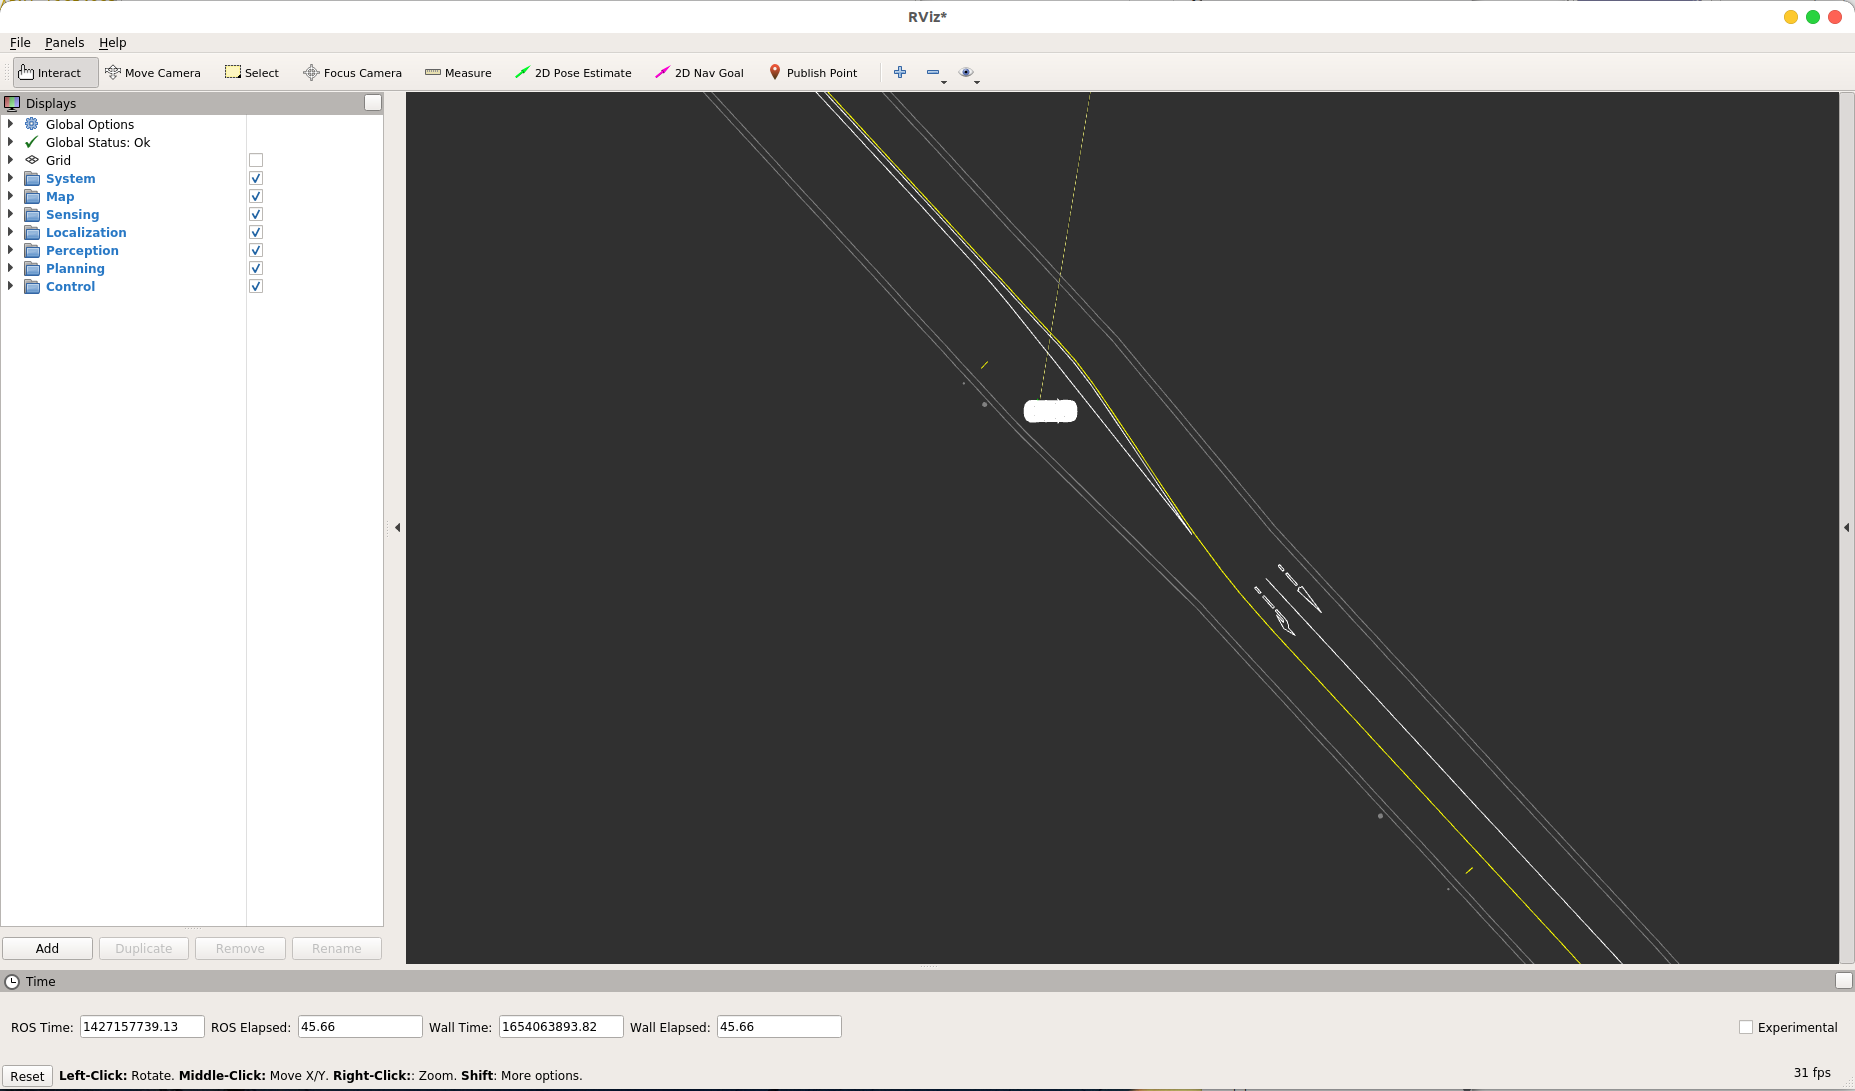 RViz*
File Panels Help
Interact Move Camera Select Focus Camera Measure 2D Pose Estimate 2D Nav Goal Publish Point
Displays
Global Options
Global Status: Ok
Grid
System
Map
Sensing
Localization
Perception
Planning
Control
Add Duplicate Remove Rename
Time
ROS Time: 1427157739.13 ROS Elapsed: 45.66 Wall Time: 1654063893.82 Wall Elapsed: 45.66 Experimental
Reset Left-Click: Rotate. Middle-Click: Move X/Y. Right-Click:: Zoom. Shift: More options. 31 fps